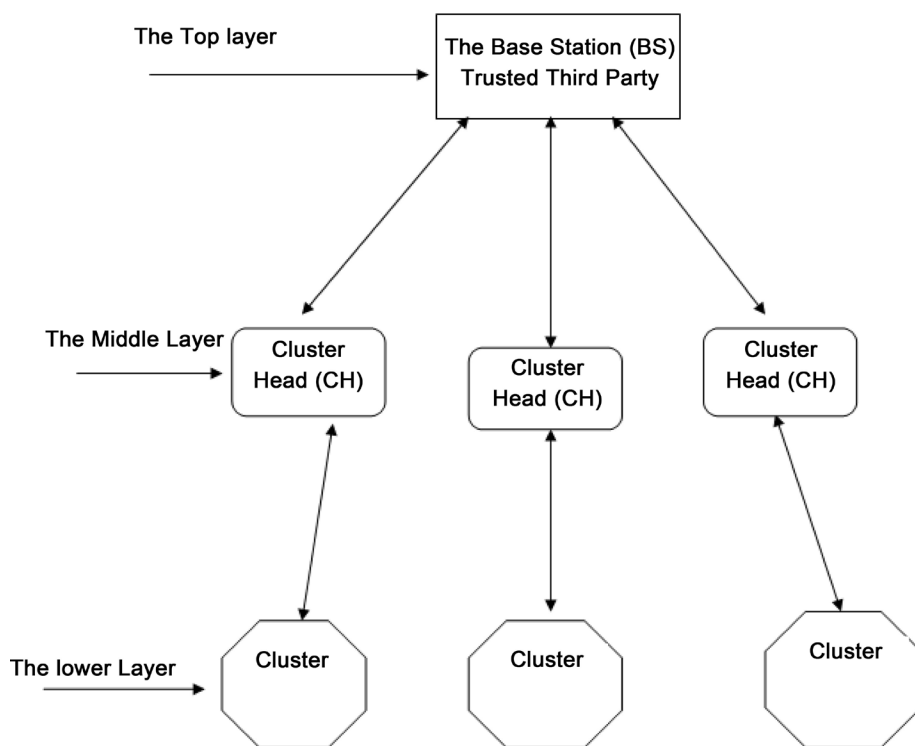 The Top layer
The Base Station (BS)
Trusted Third Party
The Middle Layer
Cluster
Head (CH)
Cluster
Head (CH)
Cluster
Head (CH)
The lower Layer
Cluster
Cluster
Cluster